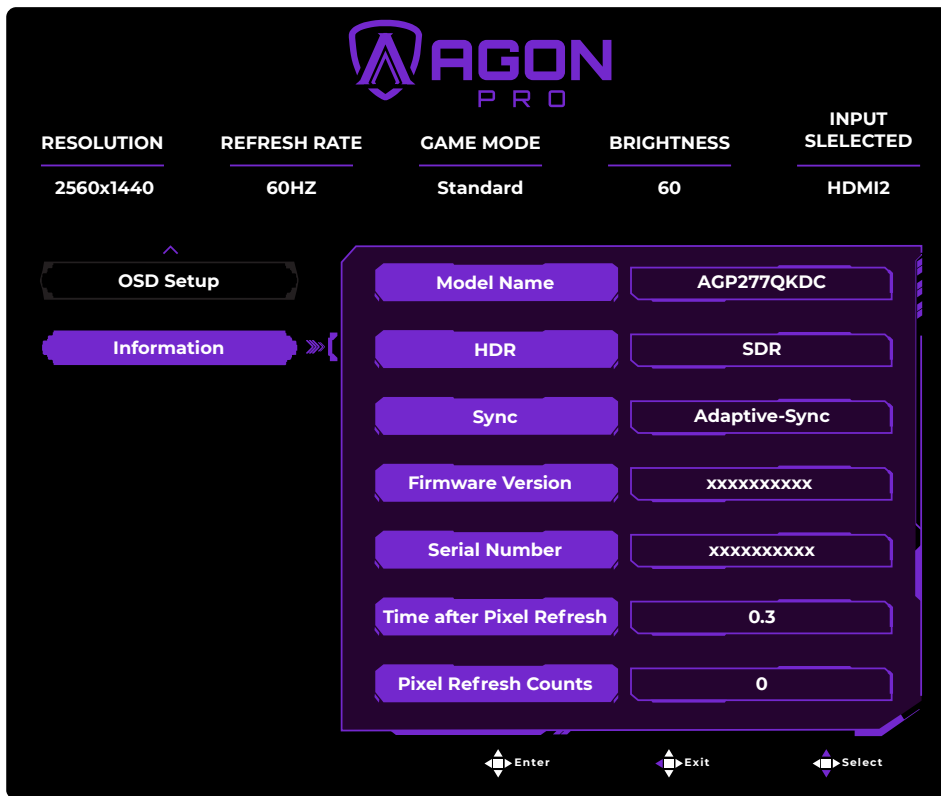 AGON
PRO
RESOLUTION
REFRESH RATE
GAME MODE
BRIGHTNESS
INPUT
SLELECTED
2560x1440
60HZ
Standard
60
HDMI2
OSD Setup
Information
Model Name
AGP277QKDC
HDR
SDR
Sync
Adaptive-Sync
Firmware Version
xxxxxxxxxx
Serial Number
xxxxxxxxxx
Time after Pixel Refresh
0.3
Pixel Refresh Counts
0
Enter
Exit
Select